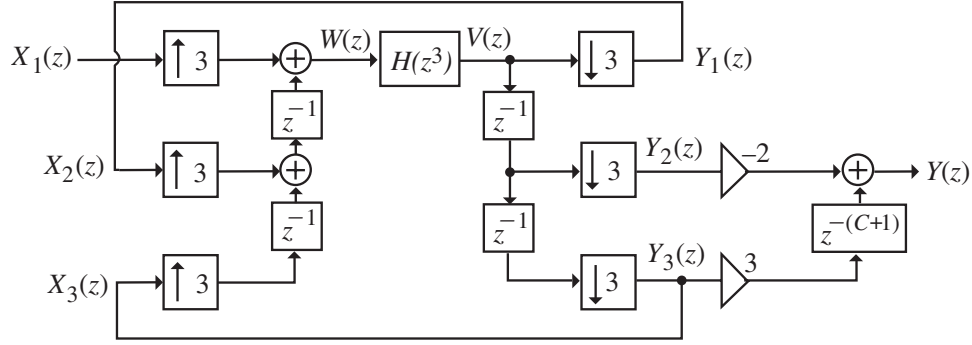 X₁(z) ↑ 3 + W(z) H(z³) V(z) ↓ 3 Y₁(z)
z⁻¹ z⁻¹
X₂(z) ↑ 3 + ↓ 3 Y₂(z) –2 + Y(z)
z⁻¹ z⁻¹ z⁻⁽ᶜ⁺¹⁾
X₃(z) ↑ 3 ↓ 3 Y₃(z) 3